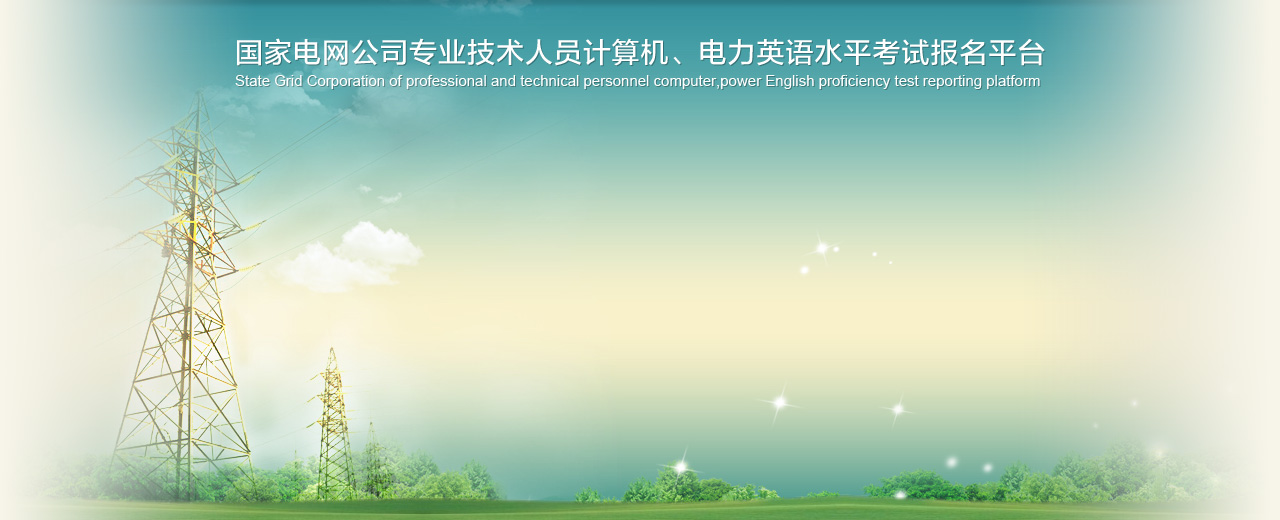 国家电网公司专业技术人员计算机、电力英语水平考试报名平台
State Grid Corporation of professional and technical personnel computer,power English proficiency test reporting platform